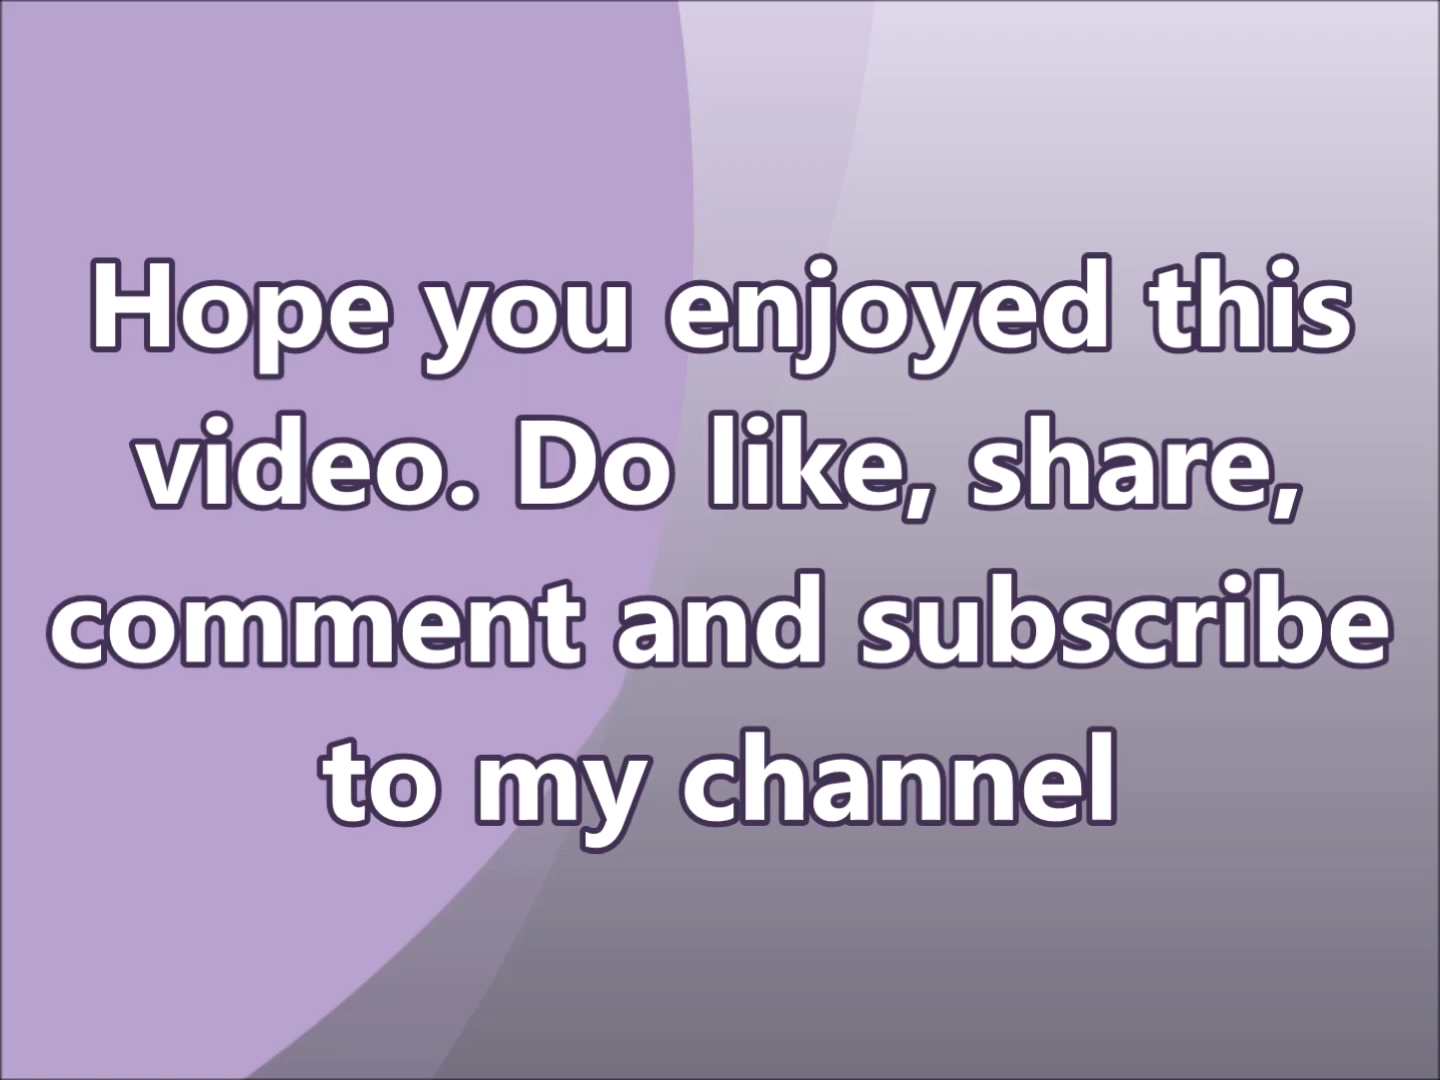 Hope you enjoyed this
video. Do like, share,
comment and subscribe
to my channel